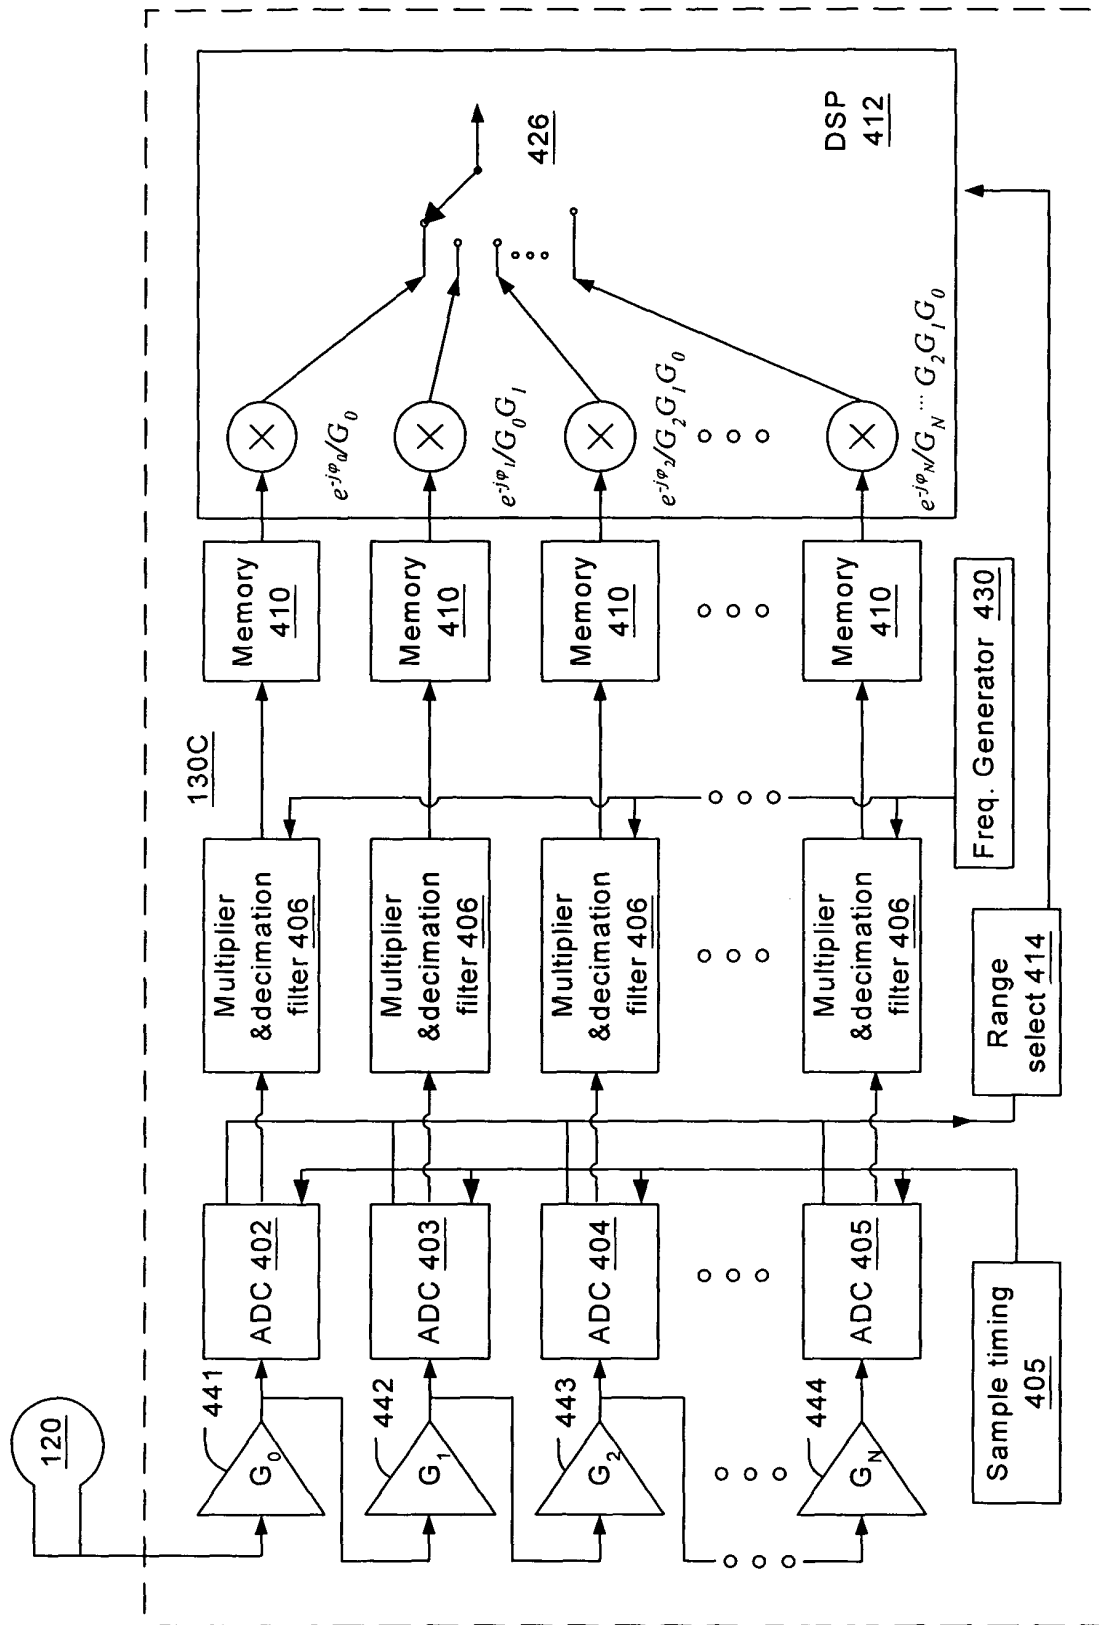 120
130C
441
G0
ADC 402
Multiplier
&decimation
filter 406
Memory
410
e-jφ0/G0
442
G1
ADC 403
Multiplier
&decimation
filter 406
Memory
410
e-jφ1/G0G1
443
G2
ADC 404
Multiplier
&decimation
filter 406
Memory
410
e-jφ2/G2G1G0
444
GN
ADC 405
Multiplier
&decimation
filter 406
Memory
410
e-jφN/GN ... G2G1G0
426
DSP
412
Sample timing
405
Range
select 414
Freq. Generator 430